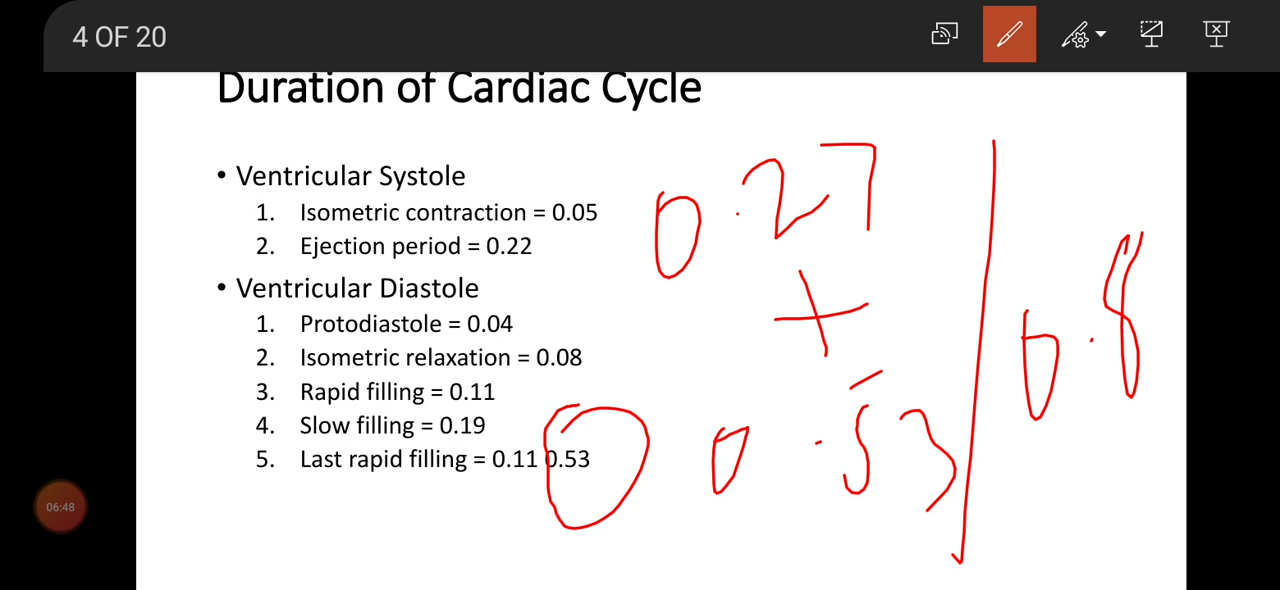 4 OF 20
Duration of Cardiac Cycle
• Ventricular Systole
1. Isometric contraction = 0.05
2. Ejection period = 0.22
0.27
+
• Ventricular Diastole
1. Protodiastole = 0.04
2. Isometric relaxation = 0.08
3. Rapid filling = 0.11
4. Slow filling = 0.19
5. Last rapid filling = 0.11 0.53
0.53
0.8
06:48